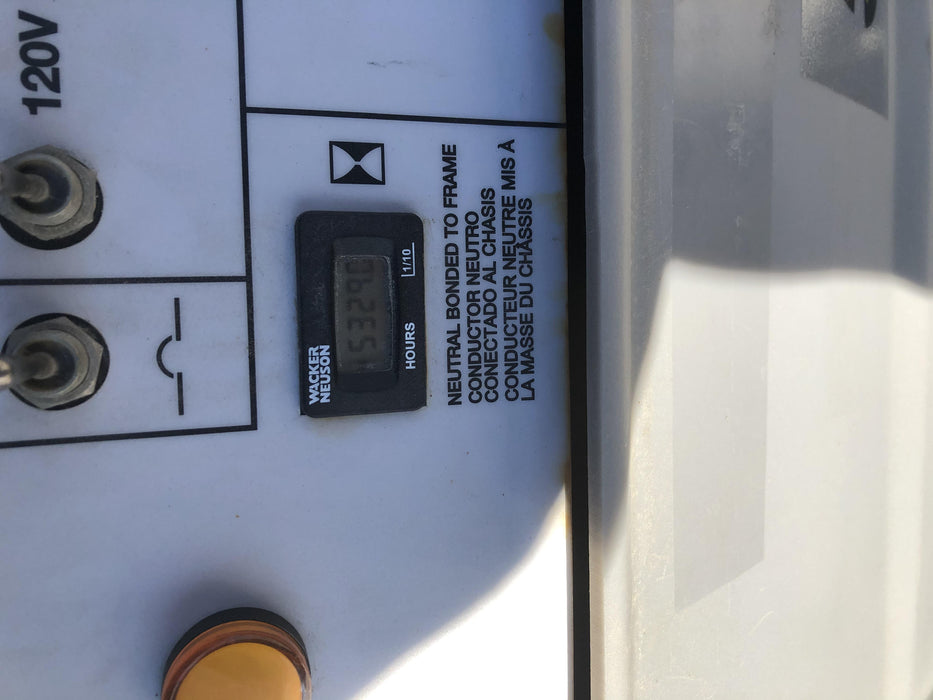 120V
WACKER
NEUSON
153290
HOURS
1/10
NEUTRAL BONDED TO FRAME
CONDUCTOR NEUTRO
CONECTADO AL CHASIS
CONDUCTEUR NEUTRE MIS À
LA MASSE DU CHÂSSIS